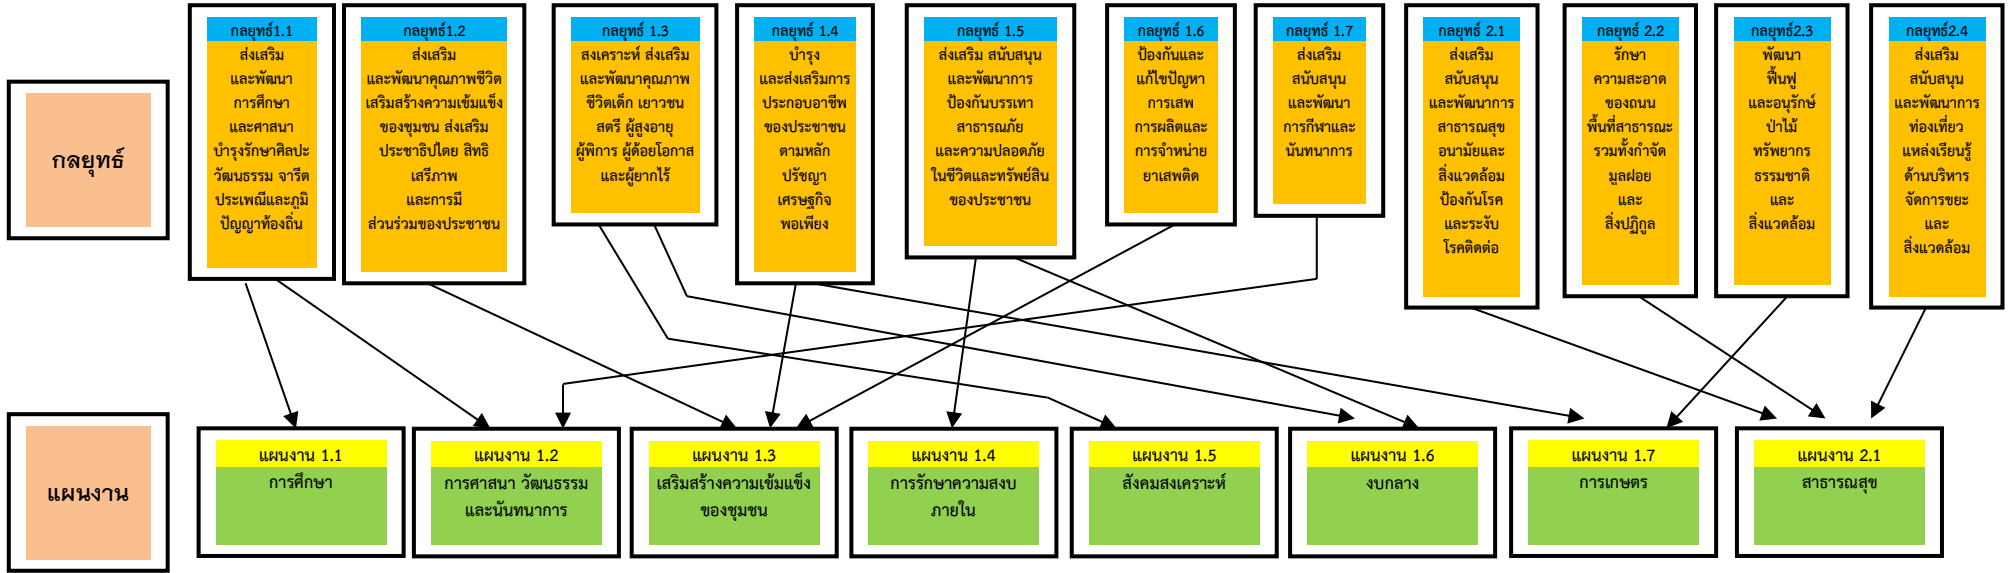 กลยุทธ์
กลยุทธ์1.1
ส่งเสริม
และพัฒนา
การศึกษา
และศาสนา
บำรุงรักษาศิลปะ
วัฒนธรรม จารีต
ประเพณีและภูมิ
ปัญญาท้องถิ่น
กลยุทธ์1.2
ส่งเสริม
และพัฒนาคุณภาพชีวิต
เสริมสร้างความเข้มแข็ง
ของชุมชน ส่งเสริม
ประชาธิปไตย สิทธิ
เสรีภาพ
และการมี
ส่วนร่วมของประชาชน
กลยุทธ์ 1.3
สงเคราะห์ ส่งเสริม
และพัฒนาคุณภาพ
ชีวิตเด็ก เยาวชน
สตรี ผู้สูงอายุ
ผู้พิการ ผู้ด้อยโอกาส
และผู้ยากไร้
กลยุทธ์ 1.4
บำรุง
และส่งเสริมการ
ประกอบอาชีพ
ของประชาชน
ตามหลัก
ปรัชญา
เศรษฐกิจ
พอเพียง
กลยุทธ์ 1.5
ส่งเสริม สนับสนุน
และพัฒนาการ
ป้องกันบรรเทา
สาธารณภัย
และความปลอดภัย
ในชีวิตและทรัพย์สิน
ของประชาชน
กลยุทธ์ 1.6
ป้องกันและ
แก้ไขปัญหา
การเสพ
การผลิตและ
การจำหน่าย
ยาเสพติด
กลยุทธ์ 1.7
ส่งเสริม
สนับสนุน
และพัฒนา
การกีฬาและ
นันทนาการ
กลยุทธ์ 2.1
ส่งเสริม
สนับสนุน
และพัฒนาการ
สาธารณสุข
อนามัยและ
สิ่งแวดล้อม
ป้องกันโรค
และระงับ
โรคติดต่อ
กลยุทธ์ 2.2
รักษา
ความสะอาด
ของถนน
พื้นที่สาธารณะ
รวมทั้งกำจัด
มูลฝอย
และ
สิ่งปฏิกูล
กลยุทธ์2.3
พัฒนา
ฟื้นฟู
และอนุรักษ์
ป่าไม้
ทรัพยากร
ธรรมชาติ
และ
สิ่งแวดล้อม
กลยุทธ์2.4
ส่งเสริม
สนับสนุน
และพัฒนาการ
ท่องเที่ยว
แหล่งเรียนรู้
ด้านบริหาร
จัดการขยะ
และ
สิ่งแวดล้อม
แผนงาน
แผนงาน 1.1
การศึกษา
แผนงาน 1.2
การศาสนา วัฒนธรรม
และนันทนาการ
แผนงาน 1.3
เสริมสร้างความเข้มแข็ง
ของชุมชน
แผนงาน 1.4
การรักษาความสงบ
ภายใน
แผนงาน 1.5
สังคมสงเคราะห์
แผนงาน 1.6
งบกลาง
แผนงาน 1.7
การเกษตร
แผนงาน 2.1
สาธารณสุข